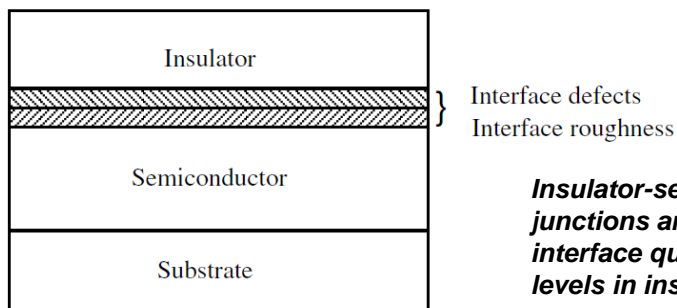 Insulator
Interface defects
Interface roughness
Semiconductor
Insulator-se
junctions ar
interface qu
levels in ins
Substrate